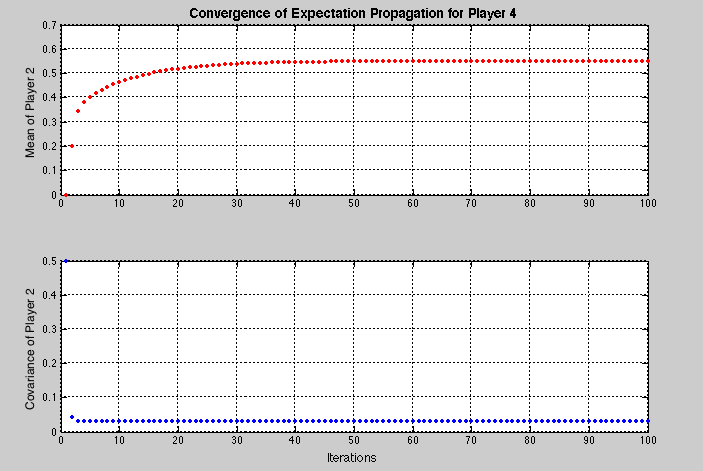 Convergence of Expectation Propagation for Player 4
Mean of Player 2
0.7
0.6
0.5
0.4
0.3
0.2
0.1
0
0 10 20 30 40 50 60 70 80 90 100
Covariance of Player 2
0.5
0.4
0.3
0.2
0.1
0
0 10 20 30 40 50 60 70 80 90 100
Iterations